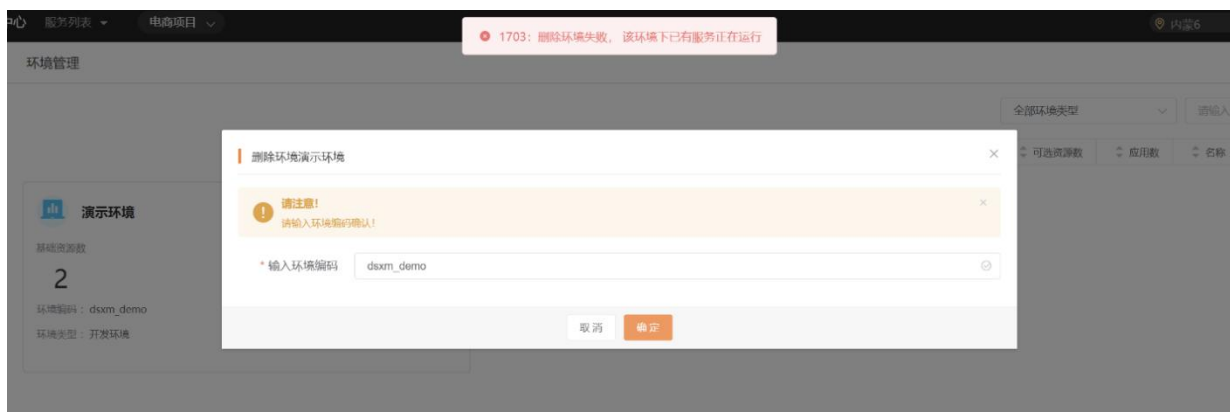 中心 服务列表 电商项目 内蒙6
1703：删除环境失败，该环境下已有服务正在运行
环境管理
全部环境类型 请输入
删除环境演示环境
可选资源数 应用数 名称
演示环境
请注意!
请输入环境编码确认!
基础资源数
* 输入环境编码 dsxm_demo
2
环境编码：dsxm_demo
环境类型：开发环境
取消 确定